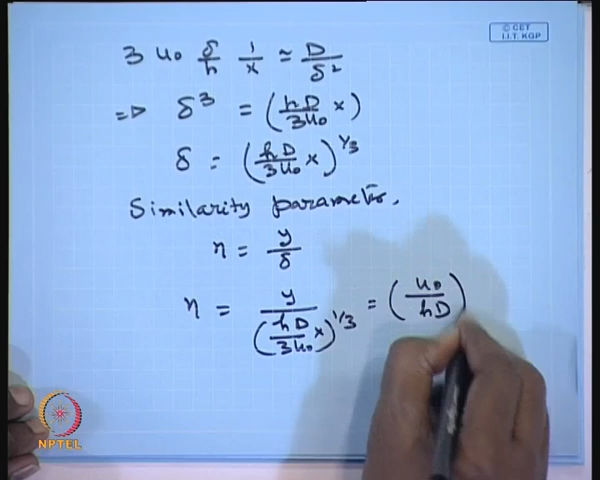 © CET
I.I.T. KGP
3 u₀ δ/h 1/x ≈ D/δ²
⇒ δ³ = (hD/3u₀ x)
δ = (hD/3u₀ x)^1/3
Similarity parameter.
η = y/δ
η = y/(hD/3u₀ x)^1/3 = (u₀/hD)
NPTEL